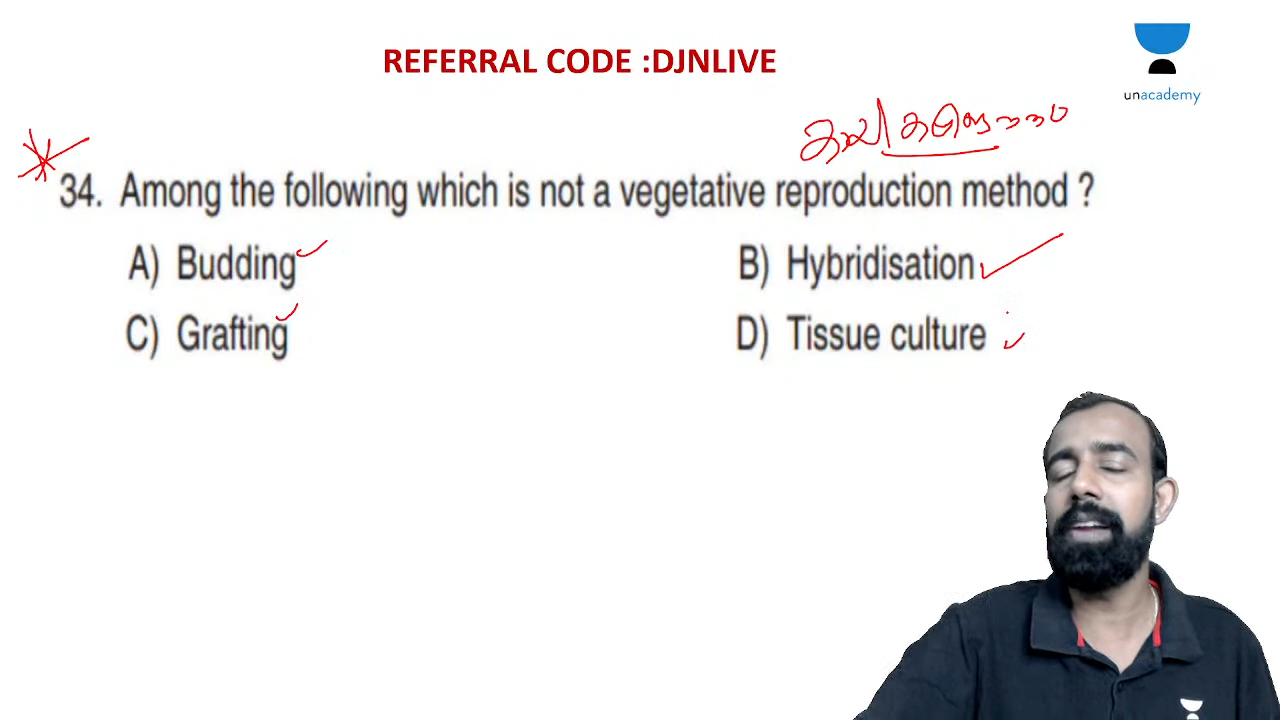 REFERRAL CODE :DJNLIVE
unacademy
34. Among the following which is not a vegetative reproduction method ?
A) Budding
B) Hybridisation
C) Grafting
D) Tissue culture